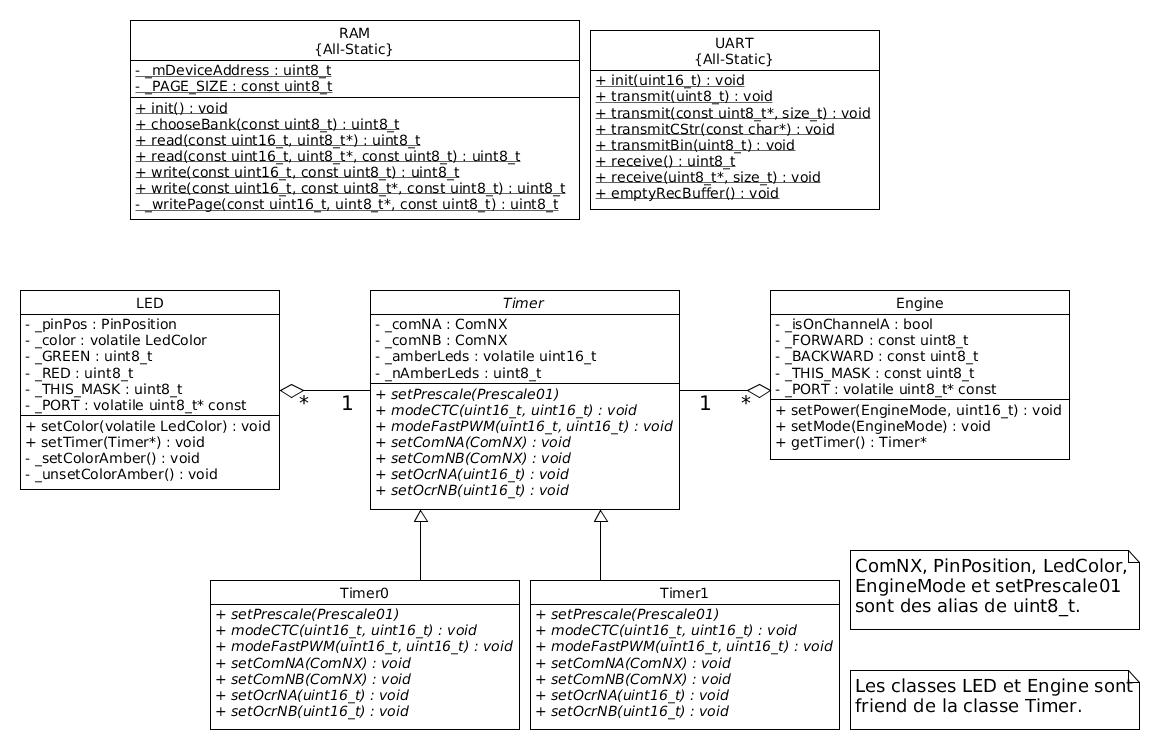 RAM
{All-Static}
- _mDeviceAddress : uint8_t
- _PAGE_SIZE : const uint8_t
+ init() : void
+ chooseBank(const uint8_t) : uint8_t
+ read(const uint16_t, uint8_t*) : uint8_t
+ read(const uint16_t, uint8_t*, const uint8_t) : uint8_t
+ write(const uint16_t, const uint8_t) : uint8_t
+ write(const uint16_t, const uint8_t*, const uint8_t) : uint8_t
- _writePage(const uint16_t, uint8_t*, const uint8_t) : uint8_t
UART
{All-Static}
+ init(uint16_t) : void
+ transmit(uint8_t) : void
+ transmit(const uint8_t*, size_t) : void
+ transmitCStr(const char*) : void
+ transmitBin(uint8_t) : void
+ receive() : uint8_t
+ receive(uint8_t*, size_t) : void
+ emptyRecBuffer() : void
LED
- _pinPos : PinPosition
- _color : volatile LedColor
- _GREEN : uint8_t
- _RED : uint8_t
- _THIS_MASK : uint8_t
- _PORT : volatile uint8_t* const
+ setColor(volatile LedColor) : void
+ setTimer(Timer*) : void
- _setColorAmber() : void
- _unsetColorAmber() : void
* 1
Timer
- _comNA : ComNX
- _comNB : ComNX
- _amberLeds : volatile uint16_t
- _nAmberLeds : uint8_t
+ setPrescale(Prescale01)
+ modeCTC(uint16_t, uint16_t) : void
+ modeFastPWM(uint16_t, uint16_t) : void
+ setComNA(ComNX) : void
+ setComNB(ComNX) : void
+ setOcrNA(uint16_t) : void
+ setOcrNB(uint16_t) : void
1 *
Engine
- _isOnChannelA : bool
- _FORWARD : const uint8_t
- _BACKWARD : const uint8_t
- _THIS_MASK : const uint8_t
- _PORT : volatile uint8_t* const
+ setPower(EngineMode, uint16_t) : void
+ setMode(EngineMode) : void
+ getTimer() : Timer*
Timer0
+ setPrescale(Prescale01)
+ modeCTC(uint16_t, uint16_t) : void
+ modeFastPWM(uint16_t, uint16_t) : void
+ setComNA(ComNX) : void
+ setComNB(ComNX) : void
+ setOcrNA(uint16_t) : void
+ setOcrNB(uint16_t) : void
Timer1
+ setPrescale(Prescale01)
+ modeCTC(uint16_t, uint16_t) : void
+ modeFastPWM(uint16_t, uint16_t) : void
+ setComNA(ComNX) : void
+ setComNB(ComNX) : void
+ setOcrNA(uint16_t) : void
+ setOcrNB(uint16_t) : void
ComNX, PinPosition, LedColor,
EngineMode et setPrescale01
sont des alias de uint8_t.
Les classes LED et Engine sont
friend de la classe Timer.